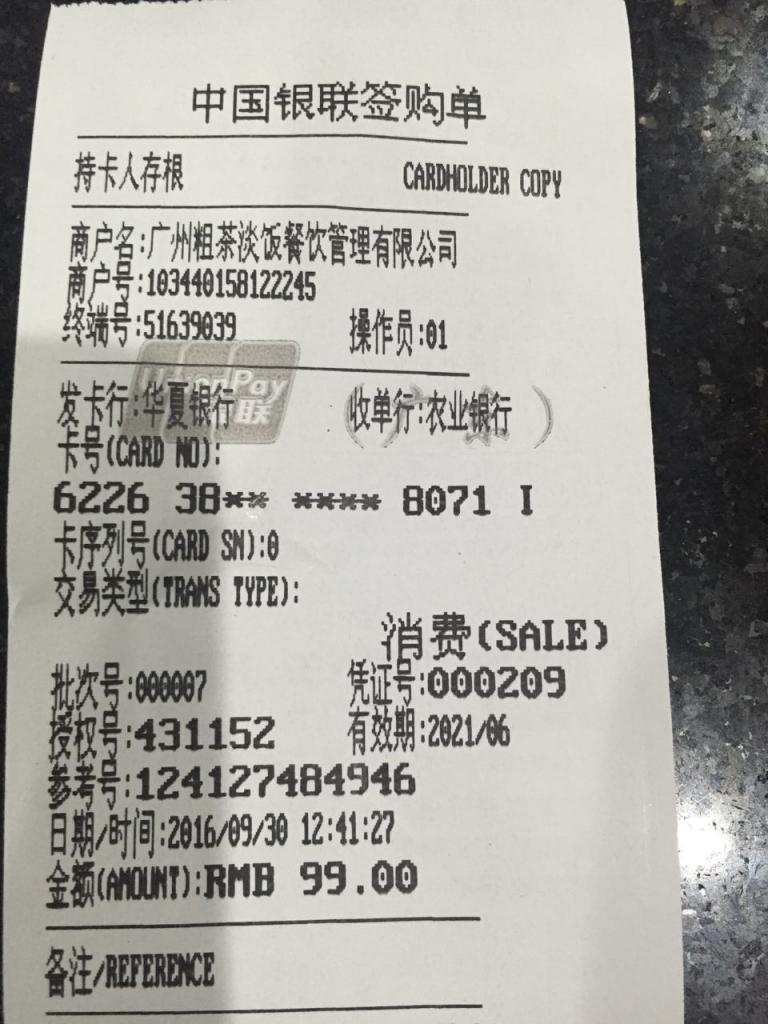 中国银联签购单
持卡人存根 CARDHOLDER COPY
商户名:广州粗茶淡饭餐饮管理有限公司
商户号:103440158122245
终端号:51639039 操作员:01
UnionPay
联
发卡行:华夏银行 收单行:农业银行
卡号(CARD NO):
6226 38** **** 8071 I
卡序列号(CARD SN):0
交易类型(TRANS TYPE):
消费(SALE)
批次号:000007 凭证号:000209
授权号:431152 有效期:2021/06
参考号:124127484946
日期/时间:2016/09/30 12:41:27
金额(AMOUNT):RMB 99.00
备注/REFERENCE